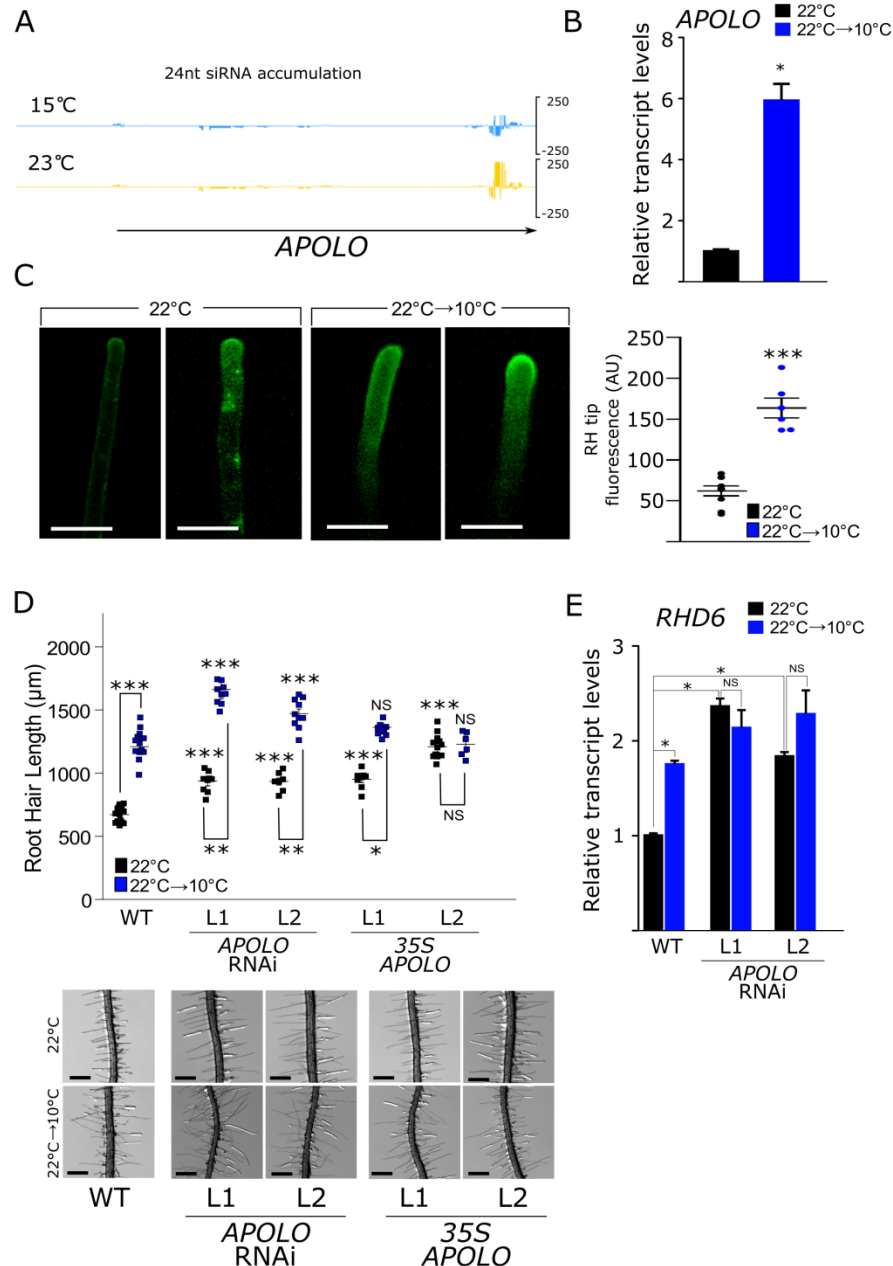 A
24nt siRNA accumulation
15℃
250
-250
23℃
250
-250
APOLO
B
APOLO
22°C
22°C→10°C
Relative transcript levels
8
6
4
2
*
C
22°C
22°C→10°C
RH tip
fluorescence (AU)
250
200
150
100
50
***
22°C
22°C→10°C
D
Root Hair Length (µm)
2000
1500
1000
500
0
***
***
***
**
***
***
**
NS
***
*
***
NS
NS
22°C
22°C→10°C
WT
L1
L2
L1
L2
APOLO
RNAi
35S
APOLO
E
RHD6
22°C
22°C→10°C
Relative transcript levels
3
2
1
*
*
*
NS
NS
WT
L1
L2
APOLO
RNAi
22°C
22°C→10°C
WT
L1
L2
L1
L2
APOLO
RNAi
35S
APOLO